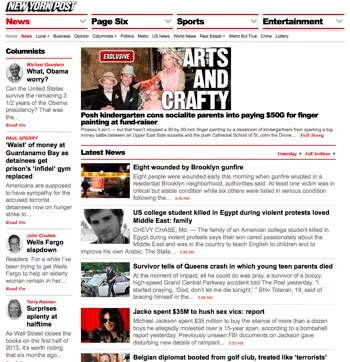 NEW YORK POST
News
Page Six
Sports
Entertainment
Home News Local Business Opinion Columnists Politics Metro US News World News Real Estate Weird But True Crime Lottery
Columnists
Michael Goodwin
What, Obama
worry?
Can the United States
survive the remaining 3
1/2 years of the Obama
presidency? That was
the...
Read On
PAUL SPERRY
'Waist' of money at
Guantanamo Bay as
detainees get
prison's 'infidel' gym
replaced
Americans are supposed
to have sympathy for the
accused terrorist
detainees now on hunger
strike to...
Read On
John Crudele
Wells Fargo
slapdown
Readers: For a while I've
been trying to get Wells
Fargo to help an elderly
woman remain in her...
Read On
Terry Keenan
Surprises
aplenty at
halftime
As Wall Street closes
the books on the first half
of 2013, it's worth noting
that six months ago...
EXCLUSIVE
ARTS
AND
CRAFTY
Posh kindergarten cons socialite parents into paying $50G for finger
painting at fund-raiser
Picasso it ain't — but that hasn't stopped a 30-by-30-inch finger painting by a classroom of kindergartners from sparking a big-
money battle between an Upper East Side socialite and the posh Cathedral School of St. John the Divine... Full Story
Latest News
Yesterday » Full Archives »
Eight wounded by Brooklyn gunfire
Eight people were wounded early this morning when gunfire erupted in a
residential Brooklyn neighborhood, authorities said. At least one victim was in
critical but stable condition while six others were listed in serious condition
following the...
US college student killed in Egypt during violent protests loved
Middle East: family
CHEVY CHASE, Md. — The family of an American college student killed in
Egypt during violent protests says their son cared passionately about the
Middle East and was in the country to teach English to children and to
improve his own Arabic. The State...
Survivor tells of Queens crash in which young teen parents died
At the moment of impact, all he could do was pray, a survivor of a boozy,
high-speed Grand Central Parkway accident told The Post yesterday. "I
started praying, 'God, don't let me die tonight,' " Shiv Totaram, 19, said of
bracing himself in the...
Jacko spent $35M to hush sex vics: report
Michael Jackson spent $35 million to buy the silence of more than a dozen
boys he allegedly molested over a 15-year span, according to a bombshell
report yesterday. Previously unseen FBI documents on Jackson gave
disturbing new details of rampant...
Belgian diplomat booted from golf club, treated like 'terrorists'